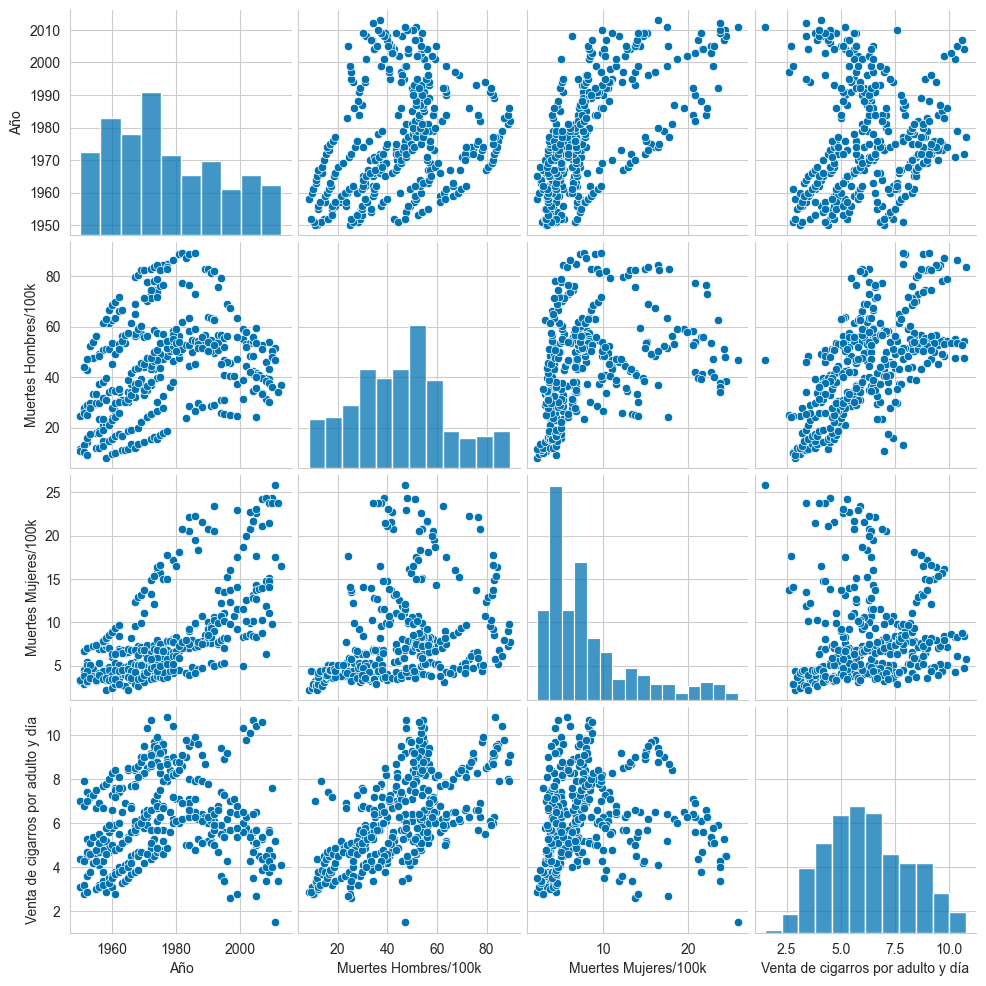 2010
2000
1990
1980
1970
1960
1950
Año
80
60
40
20
Muertes Hombres/100k
25
20
15
10
5
Muertes Mujeres/100k
10
8
6
4
2
Venta de cigarros por adulto y día
1960 1980 2000
Año
20 40 60 80
Muertes Hombres/100k
10 20
Muertes Mujeres/100k
2.5 5.0 7.5 10.0
Venta de cigarros por adulto y día